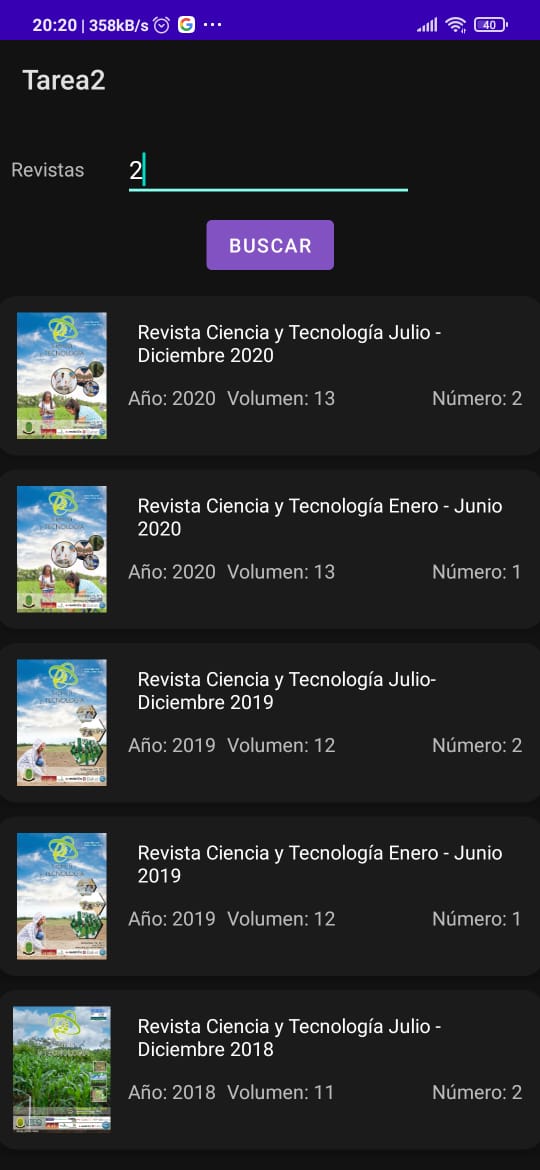 20:20 | 358kB/s
40
Tarea2
Revistas
2
BUSCAR
Revista Ciencia y Tecnología Julio -
Diciembre 2020
Año: 2020 Volumen: 13 Número: 2
Revista Ciencia y Tecnología Enero - Junio
2020
Año: 2020 Volumen: 13 Número: 1
Revista Ciencia y Tecnología Julio-
Diciembre 2019
Año: 2019 Volumen: 12 Número: 2
Revista Ciencia y Tecnología Enero - Junio
2019
Año: 2019 Volumen: 12 Número: 1
Revista Ciencia y Tecnología Julio -
Diciembre 2018
Año: 2018 Volumen: 11 Número: 2